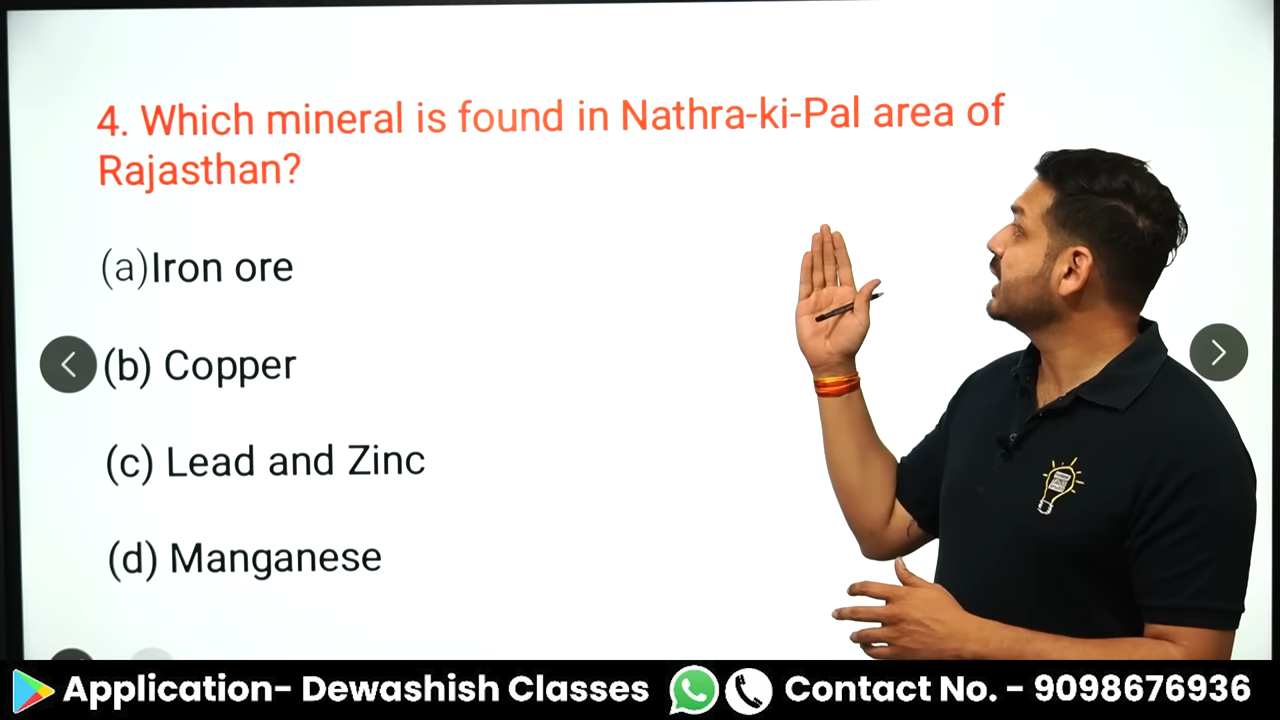 4. Which mineral is found in Nathra-ki-Pal area of
Rajasthan?
(a)Iron ore
(b) Copper
(c) Lead and Zinc
(d) Manganese
Application- Dewashish Classes
Contact No. - 9098676936